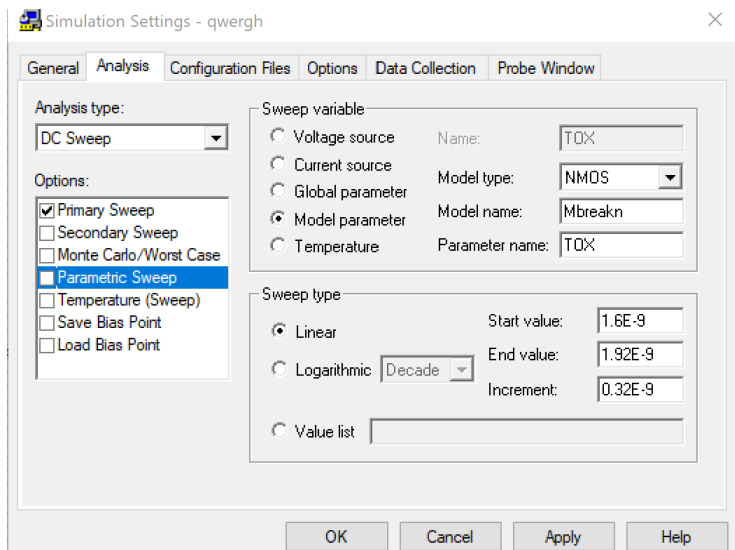 Simulation Settings - qwergh
General Analysis Configuration Files Options Data Collection Probe Window
Analysis type:
DC Sweep
Options:
Primary Sweep
Secondary Sweep
Monte Carlo/Worst Case
Parametric Sweep
Temperature (Sweep)
Save Bias Point
Load Bias Point
Sweep variable
Voltage source
Current source
Global parameter
Model parameter
Temperature
Name: TOX
Model type: NMOS
Model name: Mbreakn
Parameter name: TOX
Sweep type
Linear
Logarithmic Decade
Start value: 1.6E-9
End value: 1.92E-9
Increment: 0.32E-9
Value list
OK Cancel Apply Help